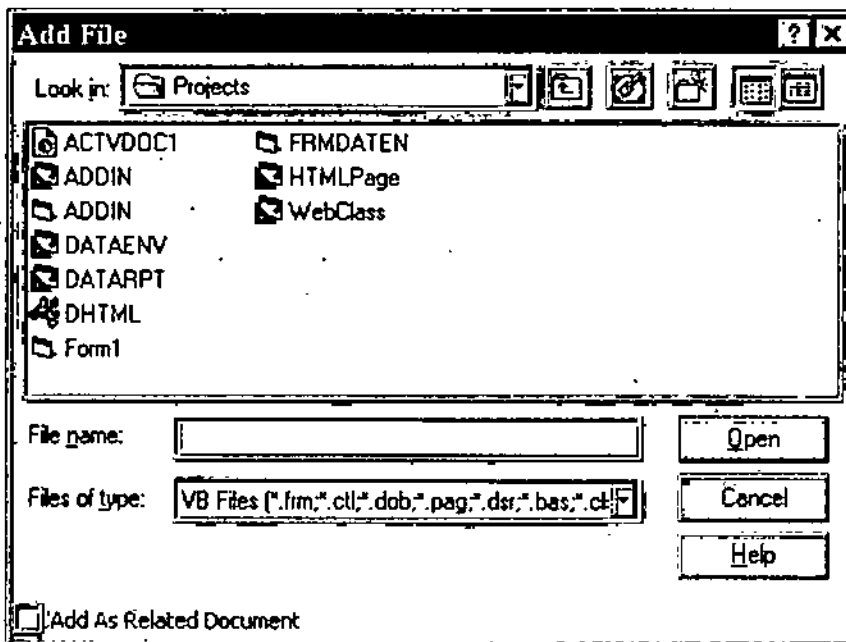 Add File
Look in: Projects
ACTVDOC1
ADDIN
ADDIN
DATAENV
DATARPT
DHTML
Form1
FRMDATEN
HTMLPage
WebClass
File name:
Open
Files of type: VB Files (*.frm;*.ctl;*.dob;*.pag;*.dsr;*.bas;*.cl
Cancel
Help
Add As Related Document